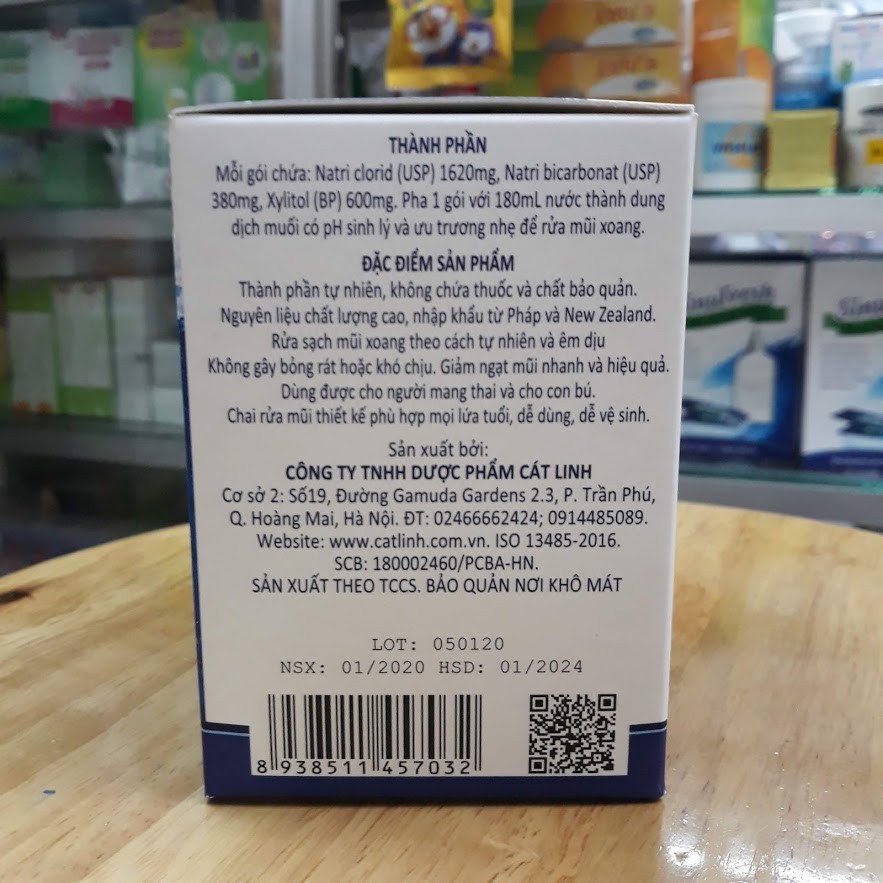 THÀNH PHẦN
Mỗi gói chứa: Natri clorid (USP) 1620mg, Natri bicarbonat (USP)
380mg, Xylitol (BP) 600mg. Pha 1 gói với 180mL nước thành dung
dịch muối có pH sinh lý và ưu trương nhẹ để rửa mũi xoang.
ĐẶC ĐIỂM SẢN PHẨM
Thành phần tự nhiên, không chứa thuốc và chất bảo quản.
Nguyên liệu chất lượng cao, nhập khẩu từ Pháp và New Zealand.
Rửa sạch mũi xoang theo cách tự nhiên và êm dịu
Không gây bỏng rát hoặc khó chịu. Giảm ngạt mũi nhanh và hiệu quả.
Dùng được cho người mang thai và cho con bú.
Chai rửa mũi thiết kế phù hợp mọi lứa tuổi, dễ dùng, dễ vệ sinh.
Sản xuất bởi:
CÔNG TY TNHH DƯỢC PHẨM CÁT LINH
Cơ sở 2: Số19, Đường Gamuda Gardens 2.3, P. Trần Phú,
Q. Hoàng Mai, Hà Nội. ĐT: 02466662424; 0914485089.
Website: www.catlinh.com.vn. ISO 13485-2016.
SCB: 180002460/PCBA-HN.
SẢN XUẤT THEO TCCS. BẢO QUẢN NƠI KHÔ MÁT
LOT: 050120
NSX: 01/2020 HSD: 01/2024
8 938511 457032